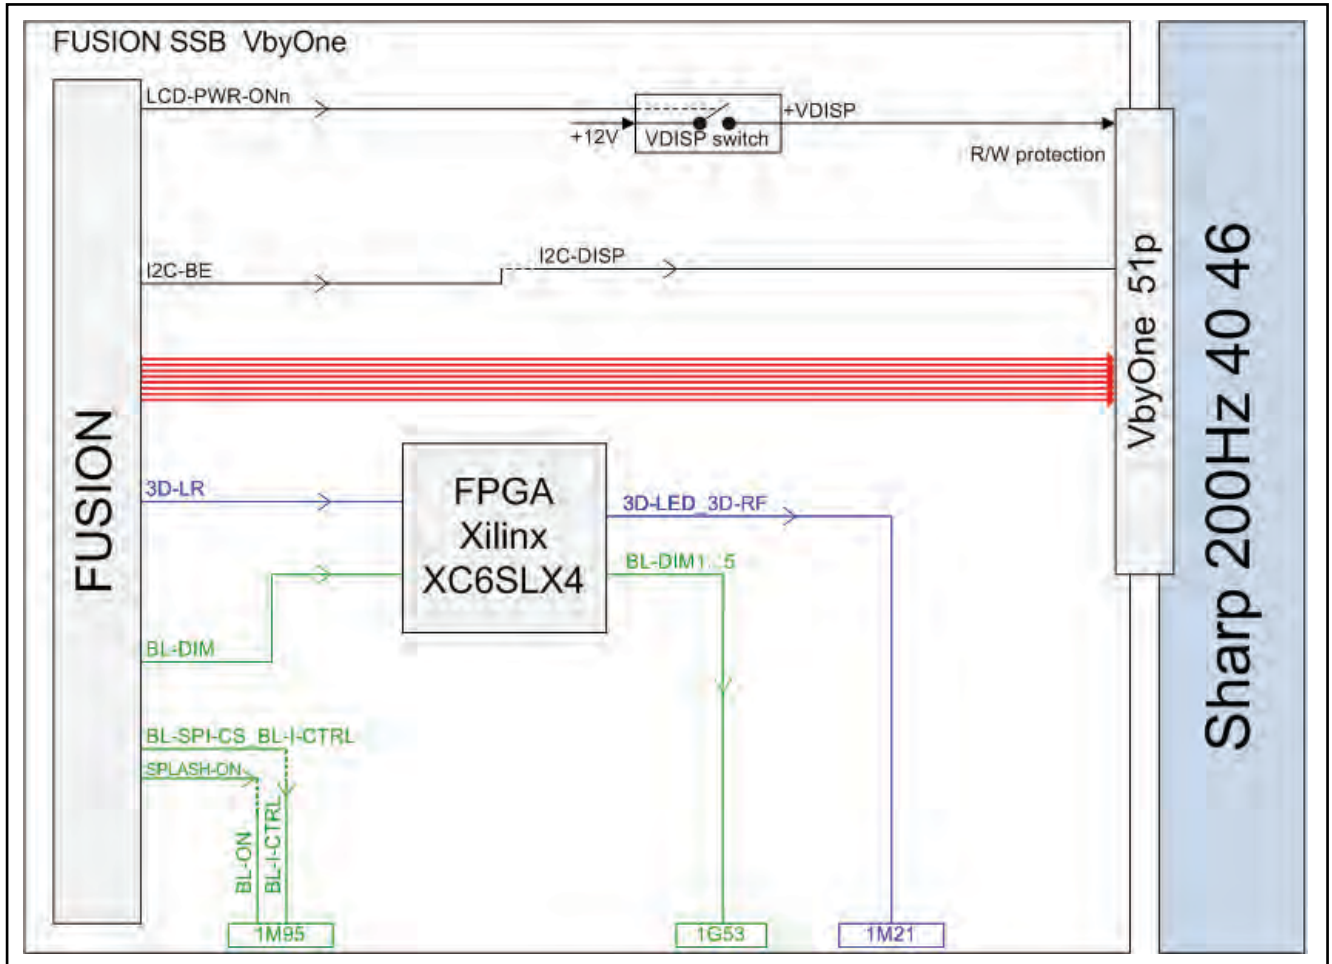 FUSION SSB VbyOne
LCD-PWR-ONn
+VDISP
+12V
VDISP switch
R/W protection
I2C-DISP
I2C-BE
VbyOne 51p
Sharp 200Hz 40 46
FUSION
3D-LR
FPGA
Xilinx
XC6SLX4
3D-LED_3D-RF
BL-DIM1...5
BL-DIM
BL-SPI-CS_BL-I-CTRL
SPLASH-ON
BL-ON
BL-I-CTRL
1M95
1G53
1M21